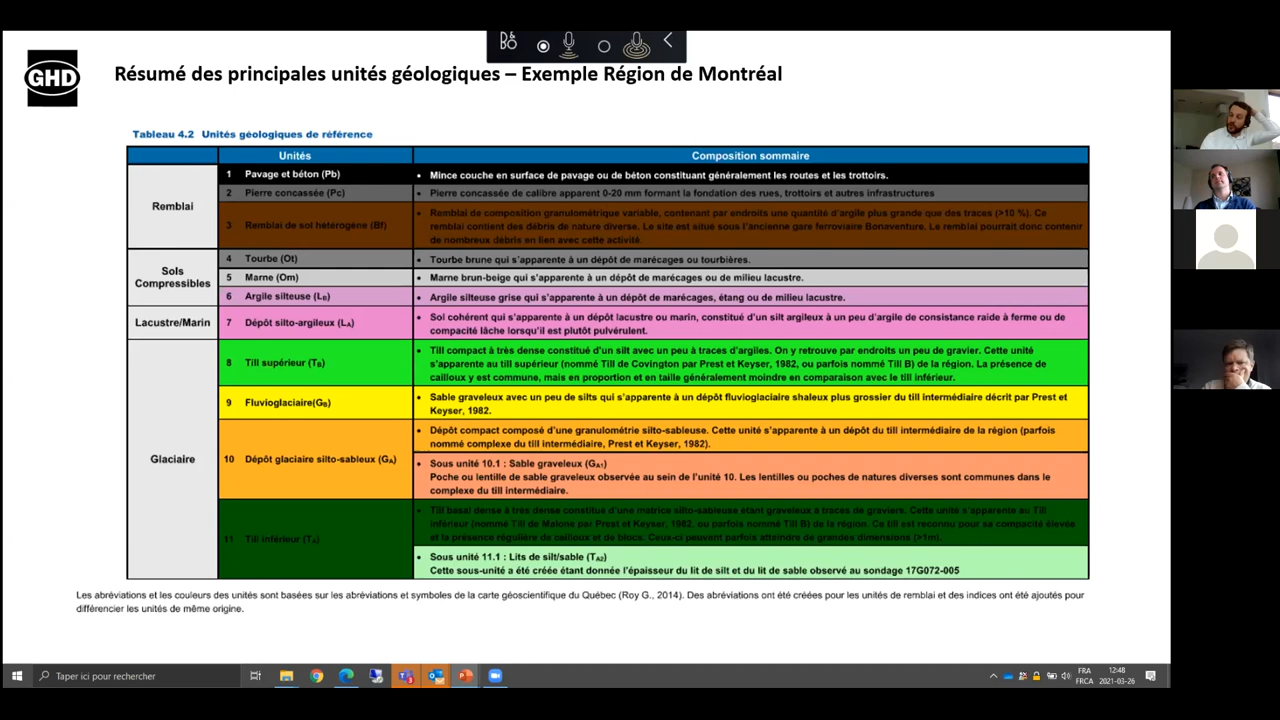 B&O
GHD
Résumé des principales unités géologiques – Exemple Région de Montréal
Tableau 4.2 Unités géologiques de référence
Unités
Composition sommaire
Remblai
1 Pavage et béton (Pb)
• Mince couche en surface de pavage ou de béton constituant généralement les routes et les trottoirs.
2 Pierre concassée (Pc)
• Pierre concassée de calibre apparent 0-20 mm formant la fondation des rues, trottoirs et autres infrastructures
3 Remblai de sol hétérogène (Bf)
• Remblai de composition granulométrique variable, contenant par endroits une quantité d'argile plus grande que des traces (>10 %). Ce
remblai contient des débris de nature diverse. Le site est situé sous l'ancienne gare ferroviaire Bonaventure. Le remblai pourrait donc contenir
de nombreux débris en lien avec cette activité.
Sols
Compressibles
4 Tourbe (Ot)
• Tourbe brune qui s'apparente à un dépôt de marécages ou tourbières.
5 Marne (Om)
• Marne brun-beige qui s'apparente à un dépôt de marécages ou de milieu lacustre.
6 Argile silteuse (LB)
• Argile silteuse grise qui s'apparente à un dépôt de marécages, étang ou de milieu lacustre.
Lacustre/Marin
7 Dépôt silto-argileux (LA)
• Sol cohérent qui s'apparente à un dépôt lacustre ou marin, constitué d'un silt argileux à un peu d'argile de consistance raide à ferme ou de
compacité lâche lorsqu'il est plutôt pulvérulent.
Glaciaire
8 Till supérieur (TB)
• Till compact à très dense constitué d'un silt avec un peu à traces d'argiles. On y retrouve par endroits un peu de gravier. Cette unité
s'apparente au till supérieur (nommé Till de Covington par Prest et Keyser, 1982, ou parfois nommé Till B) de la région. La présence de
cailloux y est commune, mais en proportion et en taille généralement moindre en comparaison avec le till inférieur.
9 Fluvioglaciaire(GB)
• Sable graveleux avec un peu de silts qui s'apparente à un dépôt fluvioglaciaire shaleux plus grossier du till intermédiaire décrit par Prest et
Keyser, 1982.
10 Dépôt glaciaire silto-sableux (GA)
• Dépôt compact composé d'une granulométrie silto-sableuse. Cette unité s'apparente à un dépôt du till intermédiaire de la région (parfois
nommé complexe du till intermédiaire, Prest et Keyser, 1982).
• Sous unité 10.1 : Sable graveleux (GA1)
Poche ou lentille de sable graveleux observée au sein de l'unité 10. Les lentilles ou poches de natures diverses sont communes dans le
complexe du till intermédiaire.
11 Till inférieur (TA)
• Till basal dense à très dense constitué d'une matrice silto-sableuse étant graveleux à traces de graviers. Cette unité s'apparente au Till
inférieur (nommé Till de Malone par Prest et Keyser, 1982, ou parfois nommé Till B) de la région. Ce till est reconnu pour sa compacité élevée
et la présence régulière de cailloux et de blocs. Ceux-ci peuvent parfois atteindre de grandes dimensions (>1m).
• Sous unité 11.1 : Lits de silt/sable (TA2)
Cette sous-unité a été créée étant donnée l'épaisseur du lit de silt et du lit de sable observé au sondage 17G072-005
Les abréviations et les couleurs des unités sont basées sur les abréviations et symboles de la carte géoscientifique du Québec (Roy G., 2014). Des abréviations ont été créées pour les unités de remblai et des indices ont été ajoutés pour
différencier les unités de même origine.
Taper ici pour rechercher
FRA
FRCA
12:48
2021-03-26